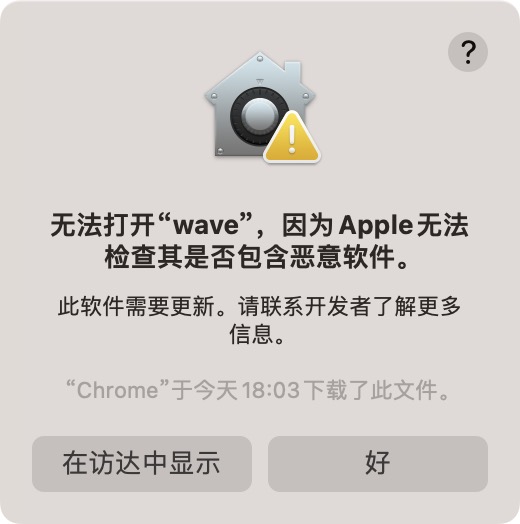 ?
无法打开“wave”，因为 Apple 无法
检查其是否包含恶意软件。
此软件需要更新。请联系开发者了解更多
信息。
“Chrome”于今天 18:03 下载了此文件。
在访达中显示
好